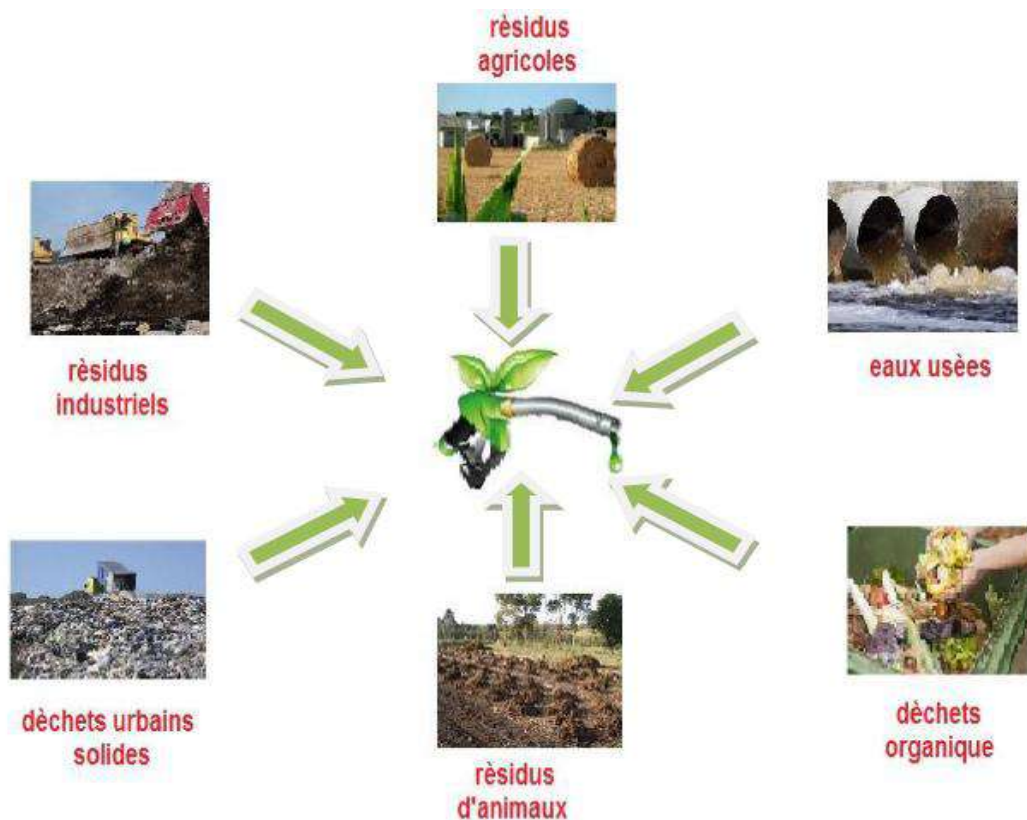 rèsidus
agricoles
rèsidus
industriels
eaux usèes
dèchets urbains
solides
rèsidus
d'animaux
dèchets
organique